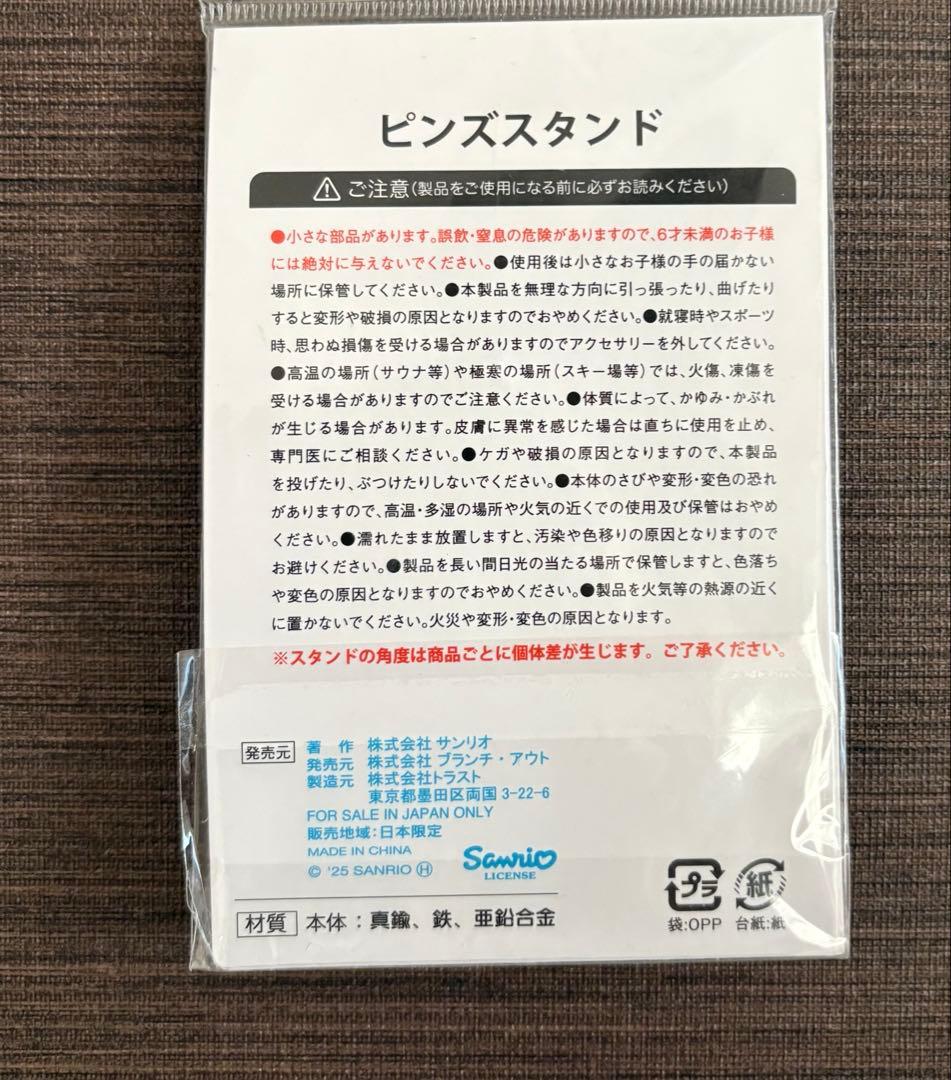 ピンズスタンド
ご注意(製品をご使用になる前に必ずお読みください)
●小さな部品があります。誤飲・窒息の危険がありますので、6才未満のお子様
には絶対に与えないでください。●使用後は小さなお子様の手の届かない
場所に保管してください。●本製品を無理な方向に引っ張ったり、曲げたり
すると変形や破損の原因となりますのでおやめください。●就寝時やスポーツ
時、思わぬ損傷を受ける場合がありますのでアクセサリーを外してください。
●高温の場所(サウナ等)や極寒の場所(スキー場等)では、火傷、凍傷を
受ける場合がありますのでご注意ください。●体質によって、かゆみ・かぶれ
が生じる場合があります。皮膚に異常を感じた場合は直ちに使用を止め、
専門医にご相談ください。●ケガや破損の原因となりますので、本製品
を投げたり、ぶつけたりしないでください。●本体のさびや変形・変色の恐れ
がありますので、高温・多湿の場所や火気の近くでの使用及び保管はおやめ
ください。●濡れたまま放置しますと、汚染や色移りの原因となりますので
お避けください。●製品を長い間日光の当たる場所で保管しますと、色落ち
や変色の原因となりますのでおやめください。●製品を火気等の熱源の近く
に置かないでください。火災や変形・変色の原因となります。
※スタンドの角度は商品ごとに個体差が生じます。ご了承ください。
発売元 著 作 株式会社 サンリオ
発売元 株式会社 ブランチ・アウト
製造元 株式会社トラスト
東京都墨田区両国 3-22-6
FOR SALE IN JAPAN ONLY
販売地域:日本限定
MADE IN CHINA
© '25 SANRIO Ⓗ
Sanrio
LICENSE
プラ 紙
袋:OPP 台紙:紙
材質 本体:真鍮、鉄、亜鉛合金